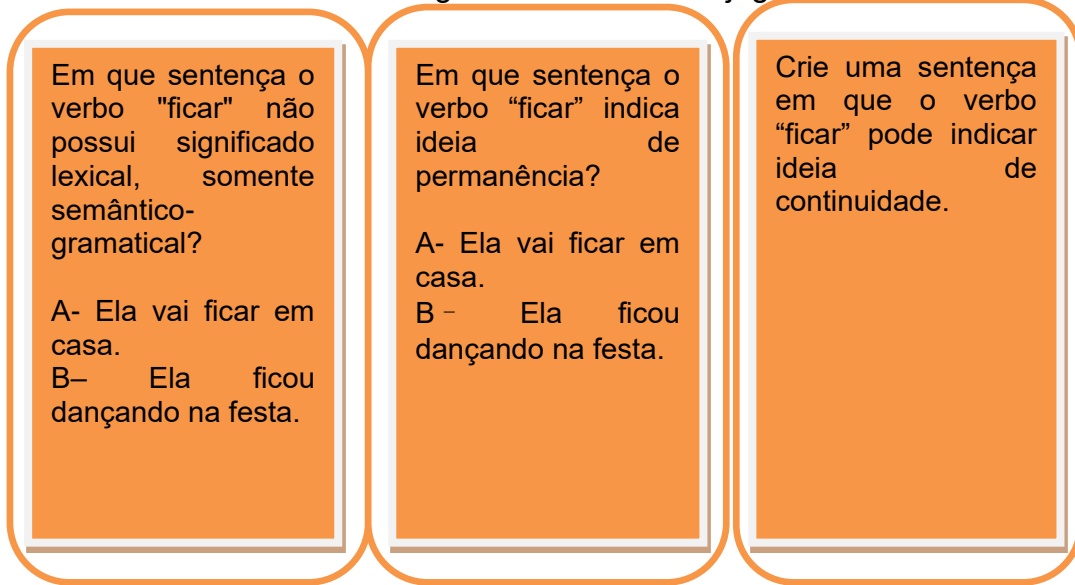 Em que sentença o
verbo "ficar" não
possui significado
lexical, somente
semântico-
gramatical?
A- Ela vai ficar em
casa.
B– Ela ficou
dançando na festa.
Em que sentença o
verbo “ficar” indica
ideia de
permanência?
A- Ela vai ficar em
casa.
B – Ela ficou
dançando na festa.
Crie uma sentença
em que o verbo
“ficar” pode indicar
ideia de
continuidade.